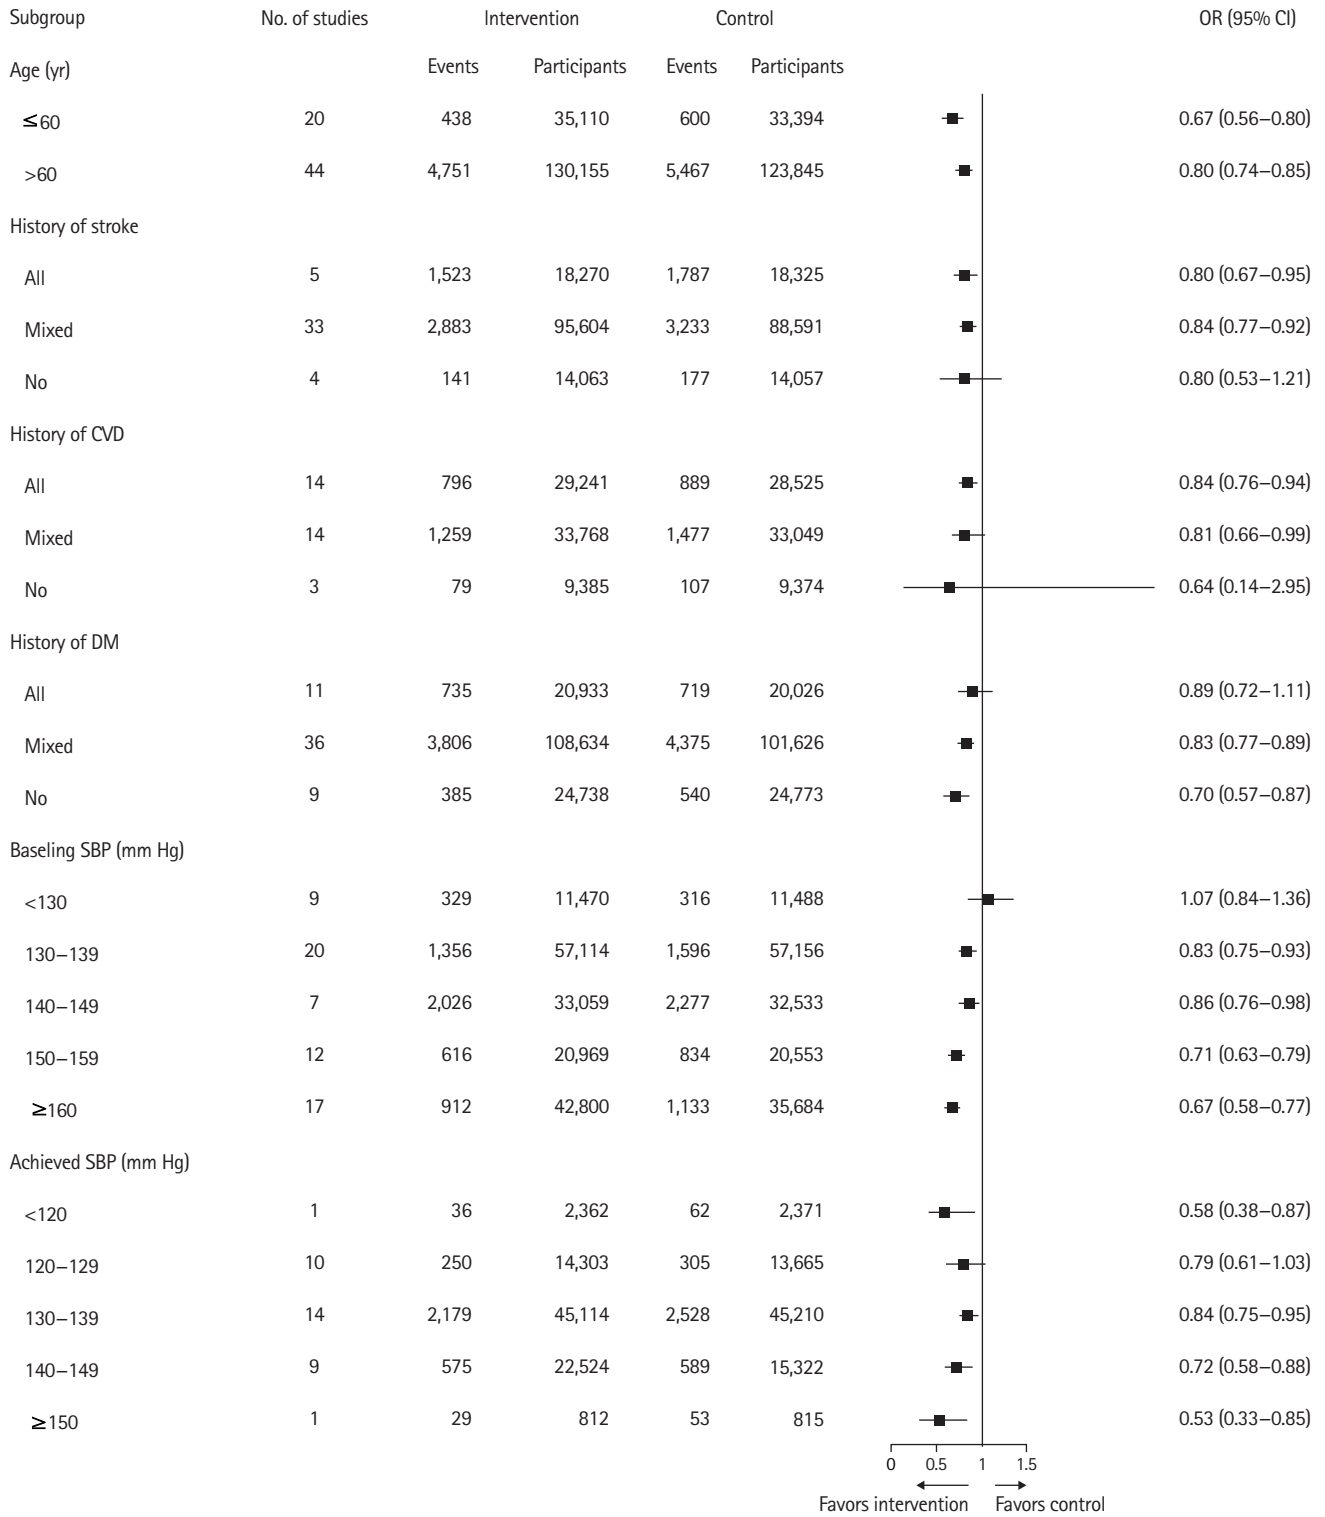 Subgroup No. of studies Intervention Control OR (95% CI)
Age (yr) Events Participants Events Participants
≤60 20 438 35,110 600 33,394 0.67 (0.56–0.80)
>60 44 4,751 130,155 5,467 123,845 0.80 (0.74–0.85)
History of stroke
All 5 1,523 18,270 1,787 18,325 0.80 (0.67–0.95)
Mixed 33 2,883 95,604 3,233 88,591 0.84 (0.77–0.92)
No 4 141 14,063 177 14,057 0.80 (0.53–1.21)
History of CVD
All 14 796 29,241 889 28,525 0.84 (0.76–0.94)
Mixed 14 1,259 33,768 1,477 33,049 0.81 (0.66–0.99)
No 3 79 9,385 107 9,374 0.64 (0.14–2.95)
History of DM
All 11 735 20,933 719 20,026 0.89 (0.72–1.11)
Mixed 36 3,806 108,634 4,375 101,626 0.83 (0.77–0.89)
No 9 385 24,738 540 24,773 0.70 (0.57–0.87)
Baseling SBP (mm Hg)
<130 9 329 11,470 316 11,488 1.07 (0.84–1.36)
130–139 20 1,356 57,114 1,596 57,156 0.83 (0.75–0.93)
140–149 7 2,026 33,059 2,277 32,533 0.86 (0.76–0.98)
150–159 12 616 20,969 834 20,553 0.71 (0.63–0.79)
≥160 17 912 42,800 1,133 35,684 0.67 (0.58–0.77)
Achieved SBP (mm Hg)
<120 1 36 2,362 62 2,371 0.58 (0.38–0.87)
120–129 10 250 14,303 305 13,665 0.79 (0.61–1.03)
130–139 14 2,179 45,114 2,528 45,210 0.84 (0.75–0.95)
140–149 9 575 22,524 589 15,322 0.72 (0.58–0.88)
≥150 1 29 812 53 815 0.53 (0.33–0.85)
0 0.5 1 1.5
Favors intervention Favors control